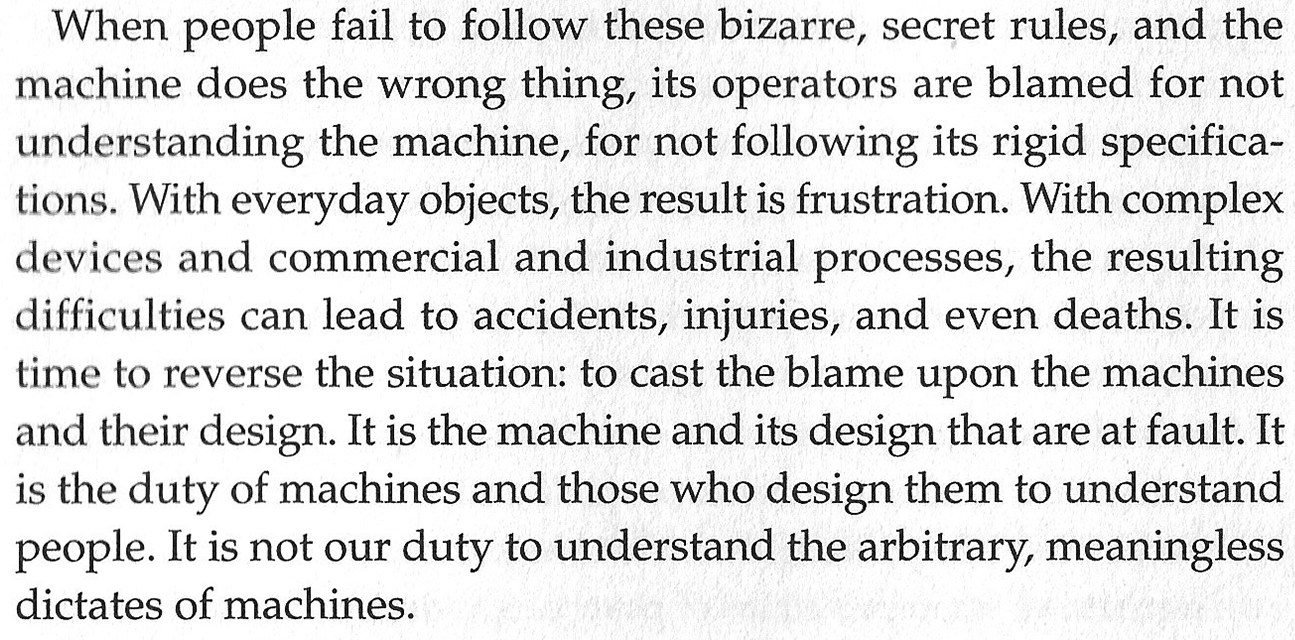 When people fail to follow these bizarre, secret rules, and the
machine does the wrong thing, its operators are blamed for not
understanding the machine, for not following its rigid specifica-
tions. With everyday objects, the result is frustration. With complex
devices and commercial and industrial processes, the resulting
difficulties can lead to accidents, injuries, and even deaths. It is
time to reverse the situation: to cast the blame upon the machines
and their design. It is the machine and its design that are at fault. It
is the duty of machines and those who design them to understand
people. It is not our duty to understand the arbitrary, meaningless
dictates of machines.